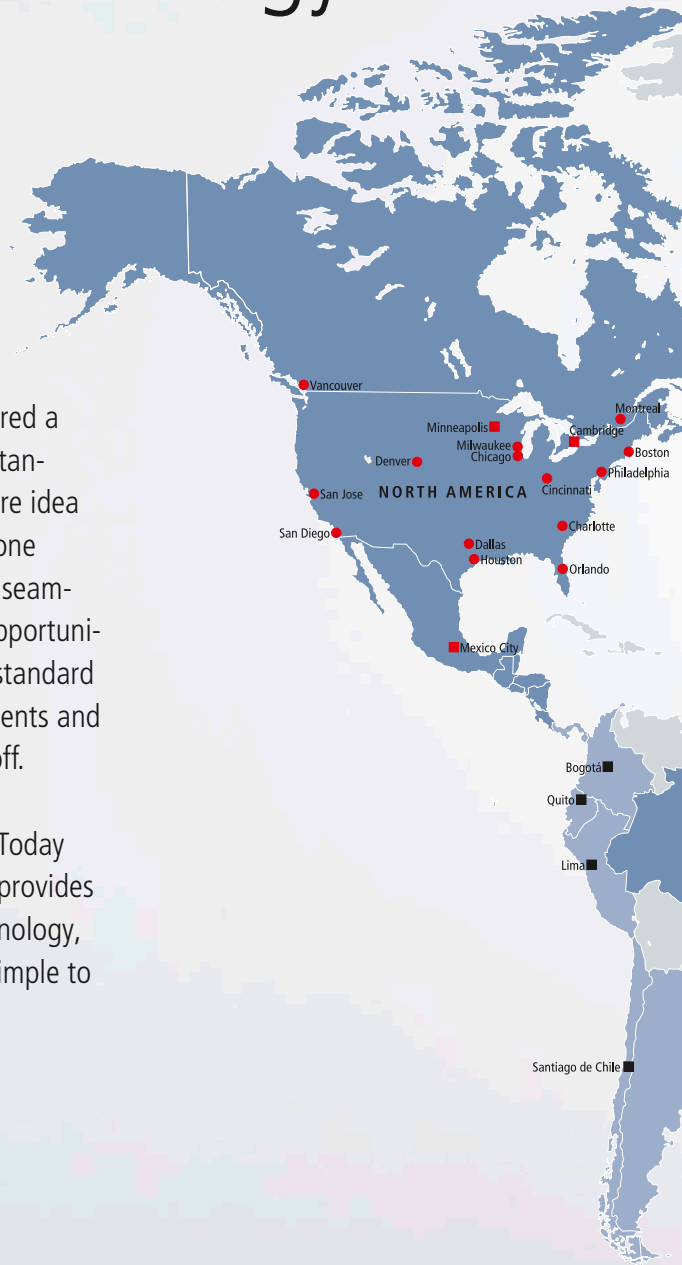 gy
red a
tan-
re idea
one
seam-
pportuni-
standard
ents and
off.
Today
provides
nology,
imple to
Vancouver
Montreal
Minneapolis
Cambridge
Milwaukee
Chicago
Boston
Denver
Philadelphia
San Jose
NORTH AMERICA
Cincinnati
San Diego
Charlotte
Dallas
Houston
Orlando
Mexico City
Bogotá
Quito
Lima
Santiago de Chile